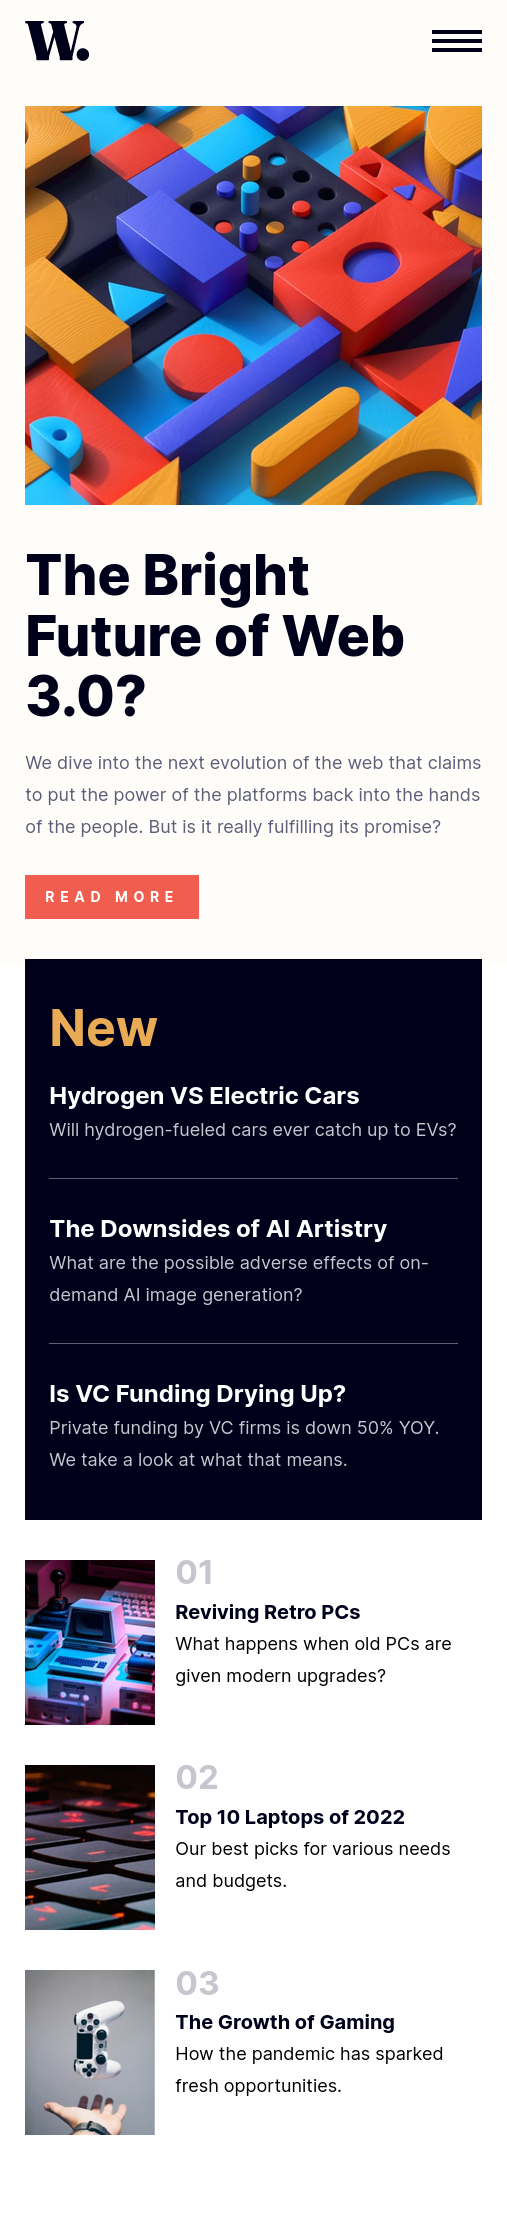 W.
The Bright
Future of Web
3.0?
We dive into the next evolution of the web that claims
to put the power of the platforms back into the hands
of the people. But is it really fulfilling its promise?
READ MORE
New
Hydrogen VS Electric Cars
Will hydrogen-fueled cars ever catch up to EVs?
The Downsides of AI Artistry
What are the possible adverse effects of on-
demand AI image generation?
Is VC Funding Drying Up?
Private funding by VC firms is down 50% YOY.
We take a look at what that means.
01
Reviving Retro PCs
What happens when old PCs are
given modern upgrades?
02
Top 10 Laptops of 2022
Our best picks for various needs
and budgets.
03
The Growth of Gaming
How the pandemic has sparked
fresh opportunities.